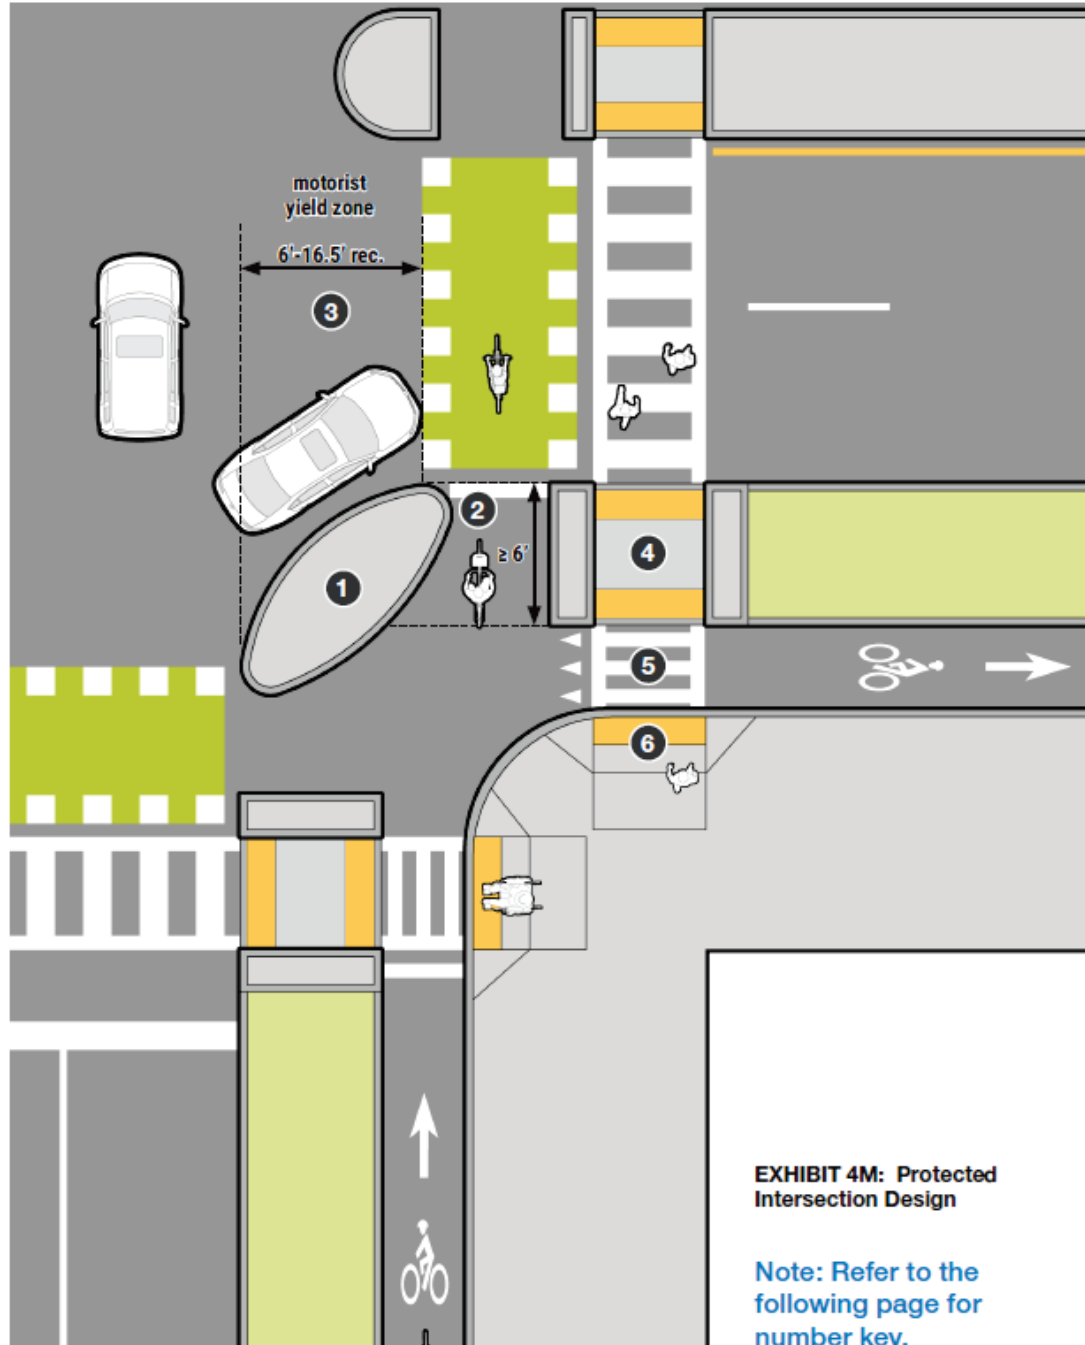 motorist
yield zone
6'-16.5' rec.
3
2
≥ 6'
4
1
5
6
EXHIBIT 4M: Protected
Intersection Design
Note: Refer to the
following page for
number key.